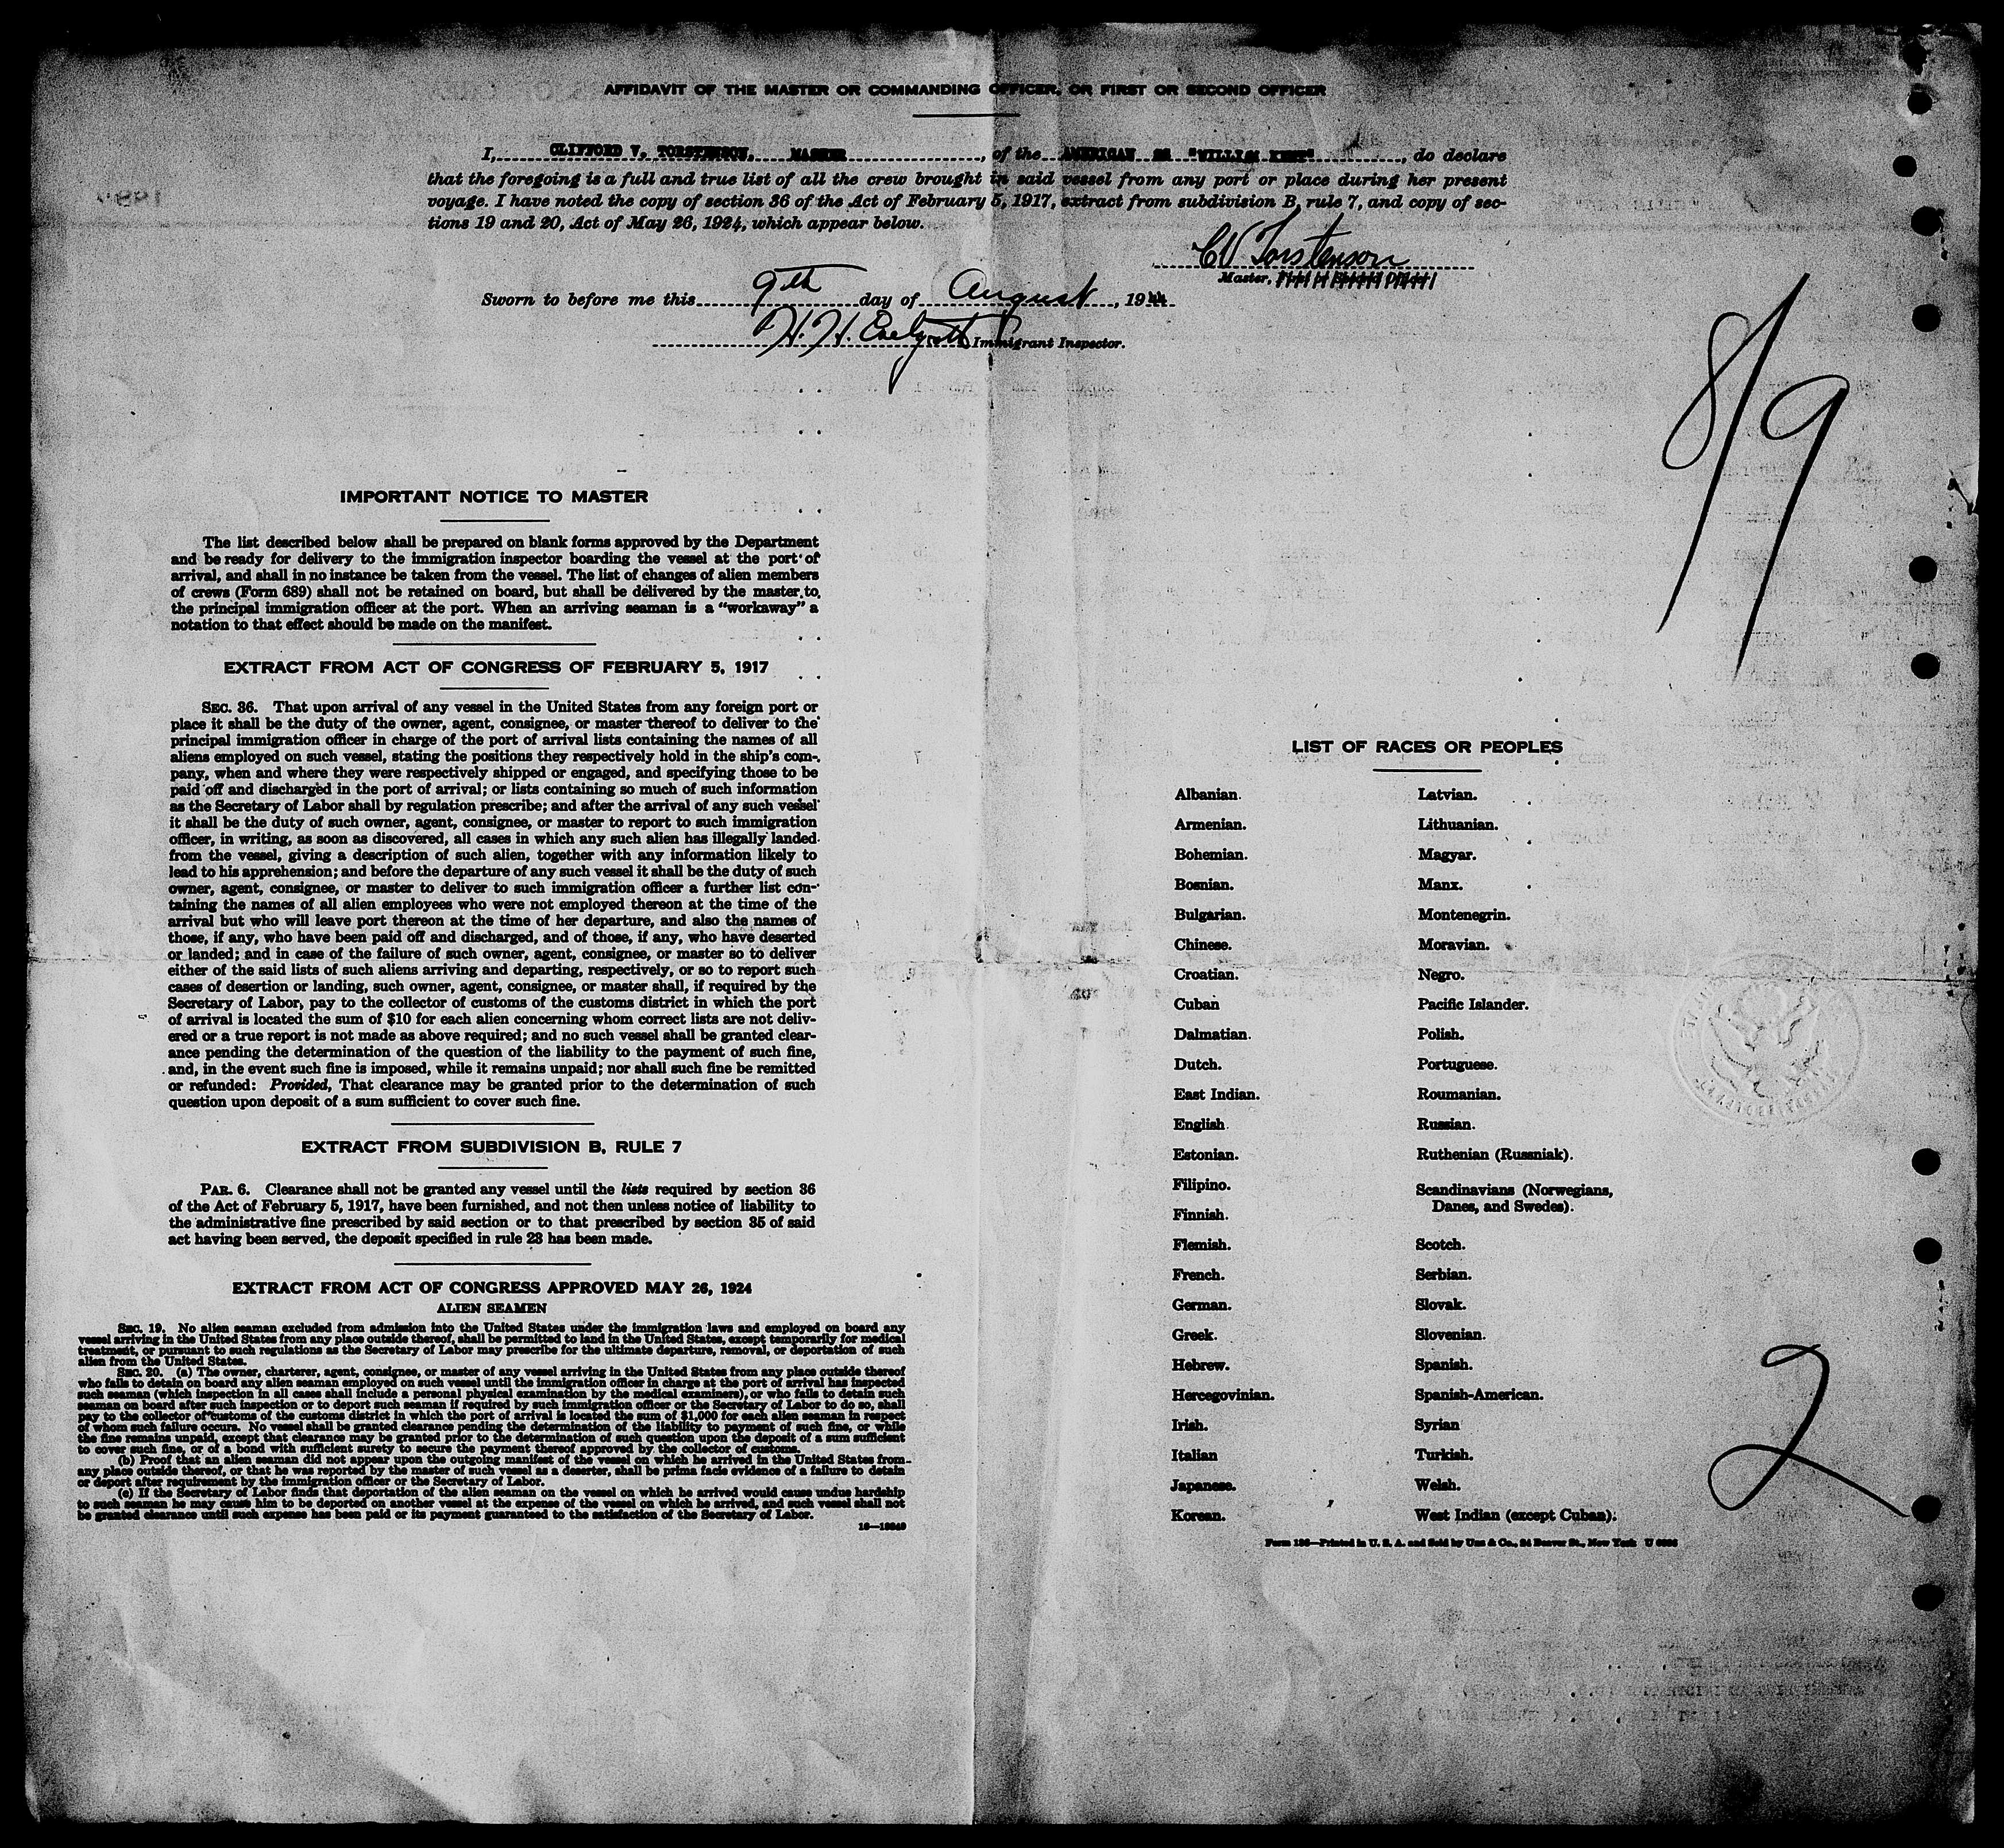 AFFIDAVIT OF THE MASTER OR COMMANDING OFFICER, OR FIRST OR SECOND OFFICER
I, CLIFFORD V. TORSTENSON, MASTER, of the AMERICAN SS "WILLIAM KENT", do declare
that the foregoing is a full and true list of all the crew brought in said vessel from any port or place during her present
voyage. I have noted the copy of section 36 of the Act of February 5, 1917, extract from subdivision B, rule 7, and copy of sec-
tions 19 and 20, Act of May 26, 1924, which appear below.
CV Torstenson
Master, First or Second Officer
Sworn to before me this 9th day of August, 1944
H. H. Immigrant Inspector.
8/9
IMPORTANT NOTICE TO MASTER
The list described below shall be prepared on blank forms approved by the Department
and be ready for delivery to the immigration inspector boarding the vessel at the port of
arrival, and shall in no instance be taken from the vessel. The list of changes of alien members
of crews (Form 689) shall not be retained on board, but shall be delivered by the master to
the principal immigration officer at the port. When an arriving seaman is a "workaway" a
notation to that effect should be made on the manifest.
EXTRACT FROM ACT OF CONGRESS OF FEBRUARY 5, 1917
SEC. 36. That upon arrival of any vessel in the United States from any foreign port or
place it shall be the duty of the owner, agent, consignee, or master thereof to deliver to the
principal immigration officer in charge of the port of arrival lists containing the names of all
aliens employed on such vessel, stating the positions they respectively hold in the ship's com-
pany, when and where they were respectively shipped or engaged, and specifying those to be
paid off and discharged in the port of arrival; or lists containing so much of such information
as the Secretary of Labor shall by regulation prescribe; and after the arrival of any such vessel
it shall be the duty of such owner, agent, consignee, or master to report to such immigration
officer, in writing, as soon as discovered, all cases in which any such alien has illegally landed
from the vessel, giving a description of such alien, together with any information likely to
lead to his apprehension; and before the departure of any such vessel it shall be the duty of such
owner, agent, consignee, or master to deliver to such immigration officer a further list con-
taining the names of all alien employees who were not employed thereon at the time of the
arrival but who will leave port thereon at the time of her departure, and also the names of
those, if any, who have been paid off and discharged, and of those, if any, who have deserted
or landed; and in case of the failure of such owner, agent, consignee, or master so to deliver
either of the said lists of such aliens arriving and departing, respectively, or so to report such
cases of desertion or landing, such owner, agent, consignee, or master shall, if required by the
Secretary of Labor, pay to the collector of customs of the customs district in which the port
of arrival is located the sum of $10 for each alien concerning whom correct lists are not deliv-
ered or a true report is not made as above required; and no such vessel shall be granted clear-
ance pending the determination of the question of the liability to the payment of such fine,
and, in the event such fine is imposed, while it remains unpaid; nor shall such fine be remitted
or refunded: Provided, That clearance may be granted prior to the determination of such
question upon deposit of a sum sufficient to cover such fine.
EXTRACT FROM SUBDIVISION B, RULE 7
PAR. 6. Clearance shall not be granted any vessel until the lists required by section 36
of the Act of February 5, 1917, have been furnished, and not then unless notice of liability to
the administrative fine prescribed by said section or to that prescribed by section 35 of said
act having been served, the deposit specified in rule 28 has been made.
EXTRACT FROM ACT OF CONGRESS APPROVED MAY 26, 1924
ALIEN SEAMEN
SEC. 19. No alien seaman excluded from admission into the United States under the immigration laws and employed on board any
vessel arriving in the United States from any place outside thereof, shall be permitted to land in the United States, except temporarily for medical
treatment, or pursuant to such regulations as the Secretary of Labor may prescribe for the ultimate departure, removal, or deportation of such
alien from the United States.
SEC. 20. (a) The owner, charterer, agent, consignee, or master of any vessel arriving in the United States from any place outside thereof
who fails to detain on board any alien seaman employed on such vessel until the immigration officer in charge at the port of arrival has inspected
such seaman (which inspection in all cases shall include a personal physical examination by the medical examiners), or who fails to detain such
seaman on board after such inspection or to deport such seaman if required by such immigration officer or the Secretary of Labor to do so, shall
pay to the collector of customs of the customs district in which the port of arrival is located the sum of $1,000 for each alien seaman in respect
of whom such failure occurs. No vessel shall be granted clearance pending the determination of the liability to payment of such fine, or while
the fine remains unpaid, except that clearance may be granted prior to the determination of such question upon the deposit of a sum sufficient
to cover such fine, or of a bond with sufficient surety to secure the payment thereof approved by the collector of customs.
(b) Proof that an alien seaman did not appear upon the outgoing manifest of the vessel on which he arrived in the United States from
any place outside thereof, or that he was reported by the master of such vessel as a deserter, shall be prima facie evidence of a failure to detain
or deport after requirement by the immigration officer or the Secretary of Labor.
(c) If the Secretary of Labor finds that deportation of the alien seaman on the vessel on which he arrived would cause undue hardship
to such seaman he may cause him to be deported on another vessel at the expense of the vessel on which he arrived, and such vessel shall not
be granted clearance until such expense has been paid or its payment guaranteed to the satisfaction of the Secretary of Labor.
LIST OF RACES OR PEOPLES
Albanian. Latvian.
Armenian. Lithuanian.
Bohemian. Magyar.
Bosnian. Manx.
Bulgarian. Montenegrin.
Chinese. Moravian.
Croatian. Negro.
Cuban Pacific Islander.
Dalmatian. Polish.
Dutch. Portuguese.
East Indian. Roumanian.
English. Russian.
Estonian. Ruthenian (Russniak).
Filipino. Scandinavians (Norwegians,
Danes, and Swedes).
Finnish.
Flemish. Scotch.
French. Serbian.
German. Slovak.
Greek. Slovenian.
Hebrew. Spanish.
Hercegovinian. Spanish-American.
Irish. Syrian
Italian Turkish.
Japanese. Welsh.
Korean. West Indian (except Cuban).
2
Printed in U. S. A. and Sold by Unz & Co., 24 Beaver St., New York